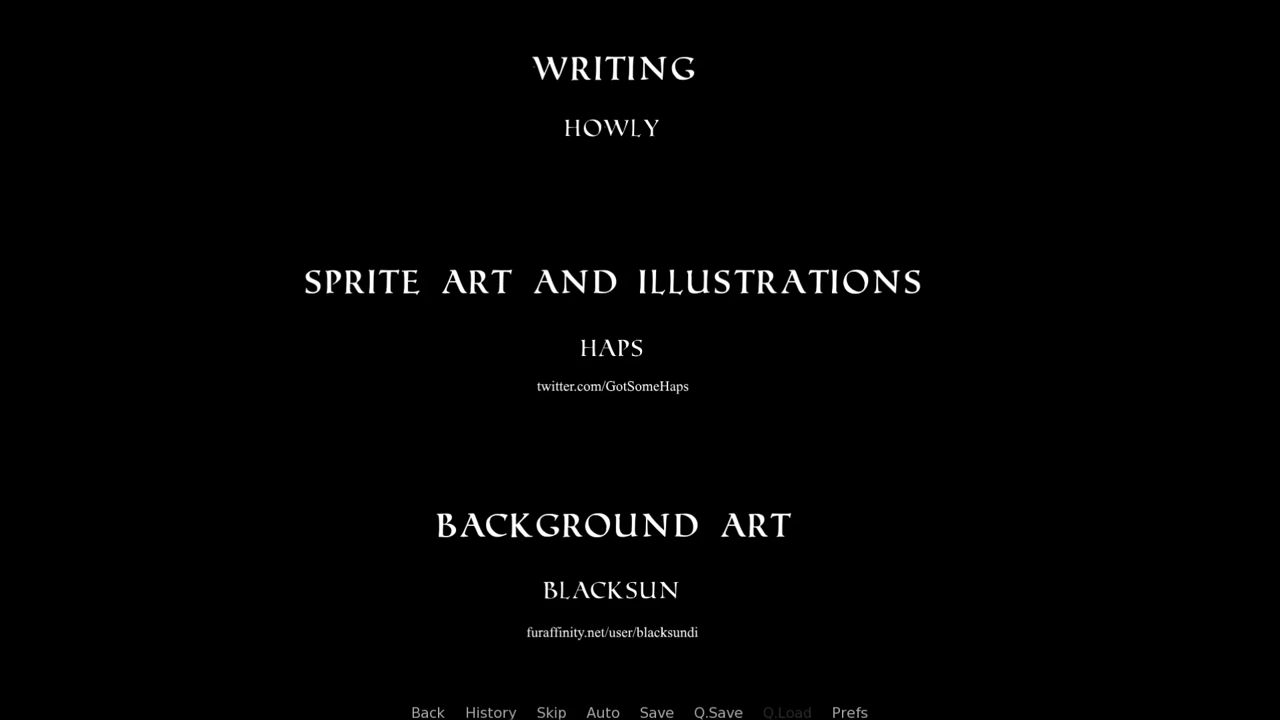 WRITING
HOWLY
SPRITE ART AND ILLUSTRATIONS
HAPS
twitter.com/GotSomeHaps
BACKGROUND ART
BLACKSUN
furaffinity.net/user/blacksundi
Back History Skip Auto Save Q.Save Q.Load Prefs